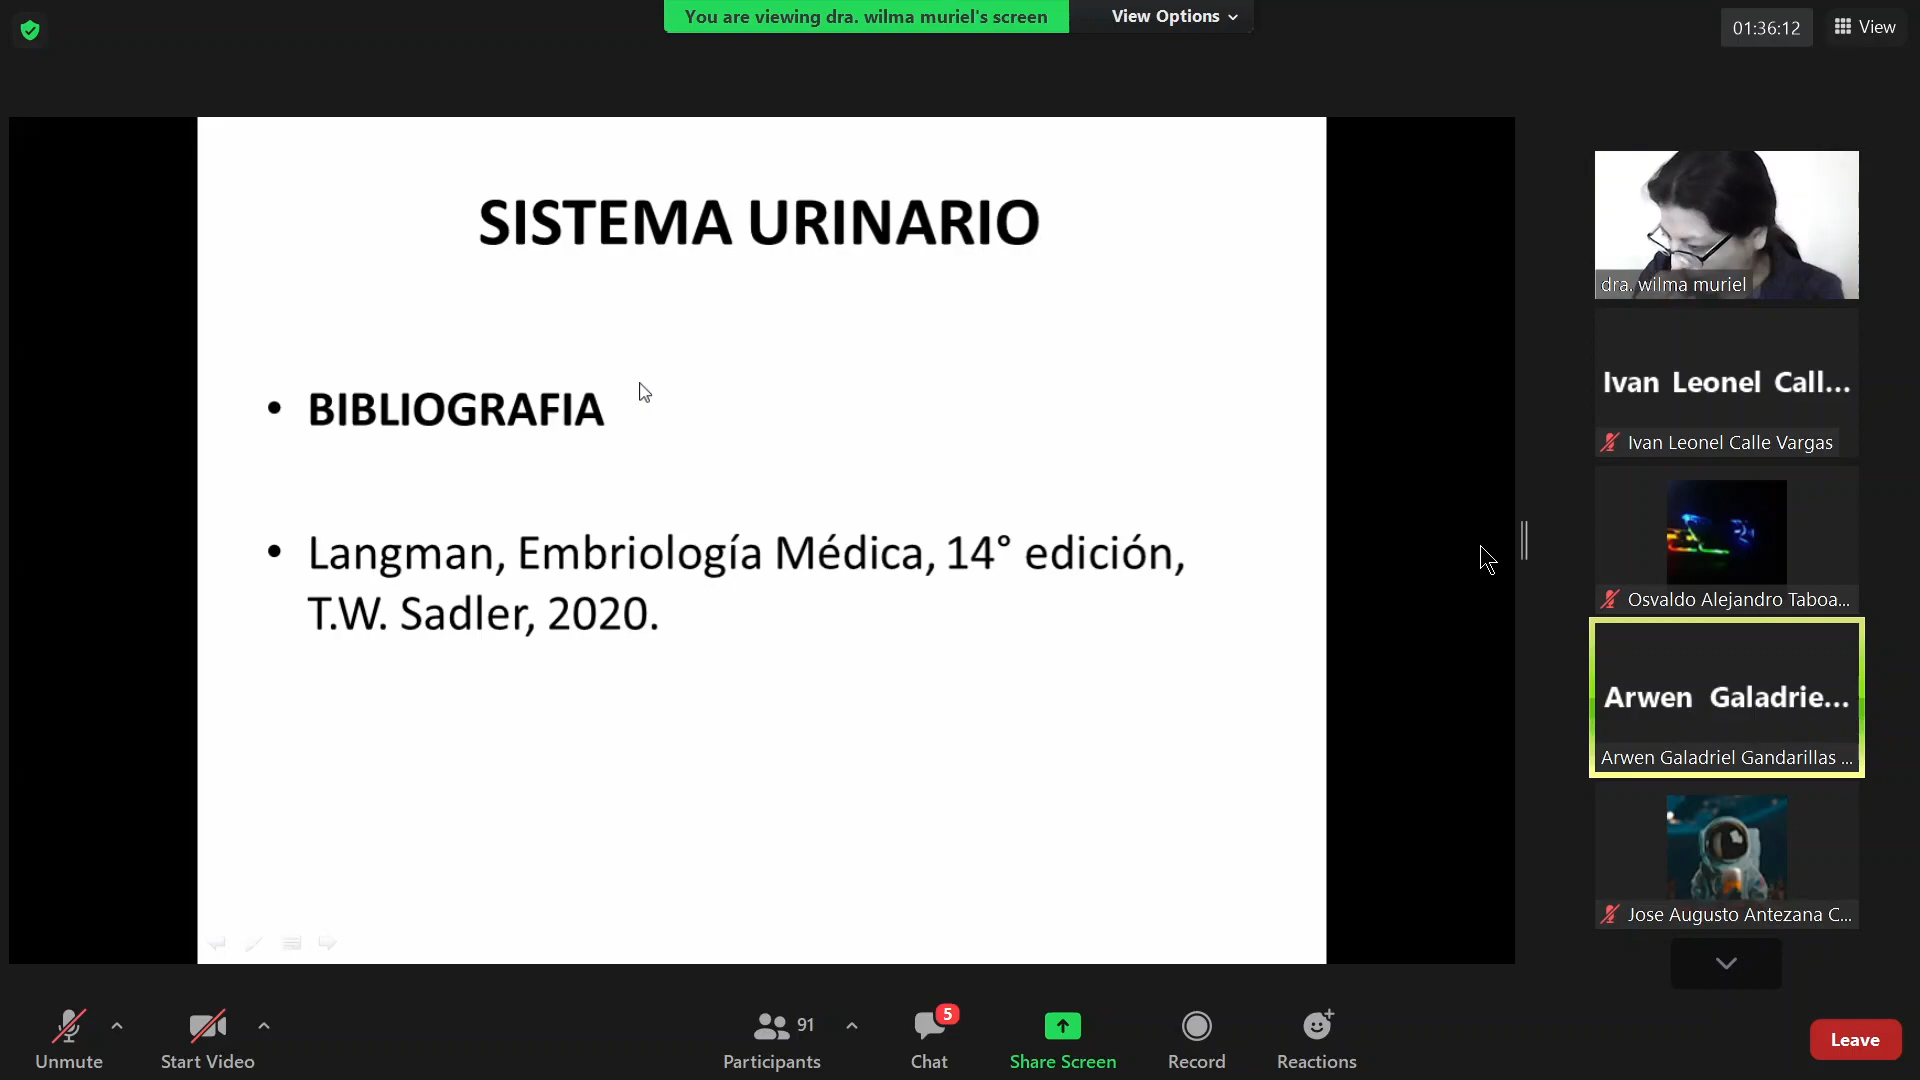 You are viewing dra. wilma muriel's screen
View Options
01:36:12
View
SISTEMA URINARIO
• BIBLIOGRAFIA
• Langman, Embriología Médica, 14° edición,
T.W. Sadler, 2020.
dra. wilma muriel
Ivan Leonel Call...
Ivan Leonel Calle Vargas
Osvaldo Alejandro Taboa...
Arwen Galadrie...
Arwen Galadriel Gandarillas ...
Jose Augusto Antezana C...
Unmute
Start Video
91
Participants
5
Chat
Share Screen
Record
Reactions
Leave